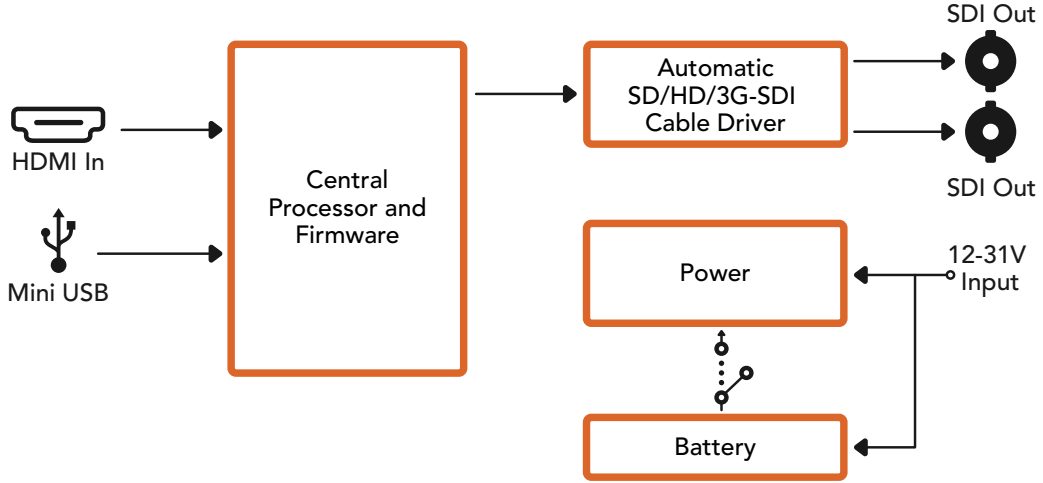 SDI Out
Automatic
SD/HD/3G-SDI
Cable Driver
HDMI In
Central
Processor and
Firmware
SDI Out
Mini USB
Power
12-31V
Input
Battery